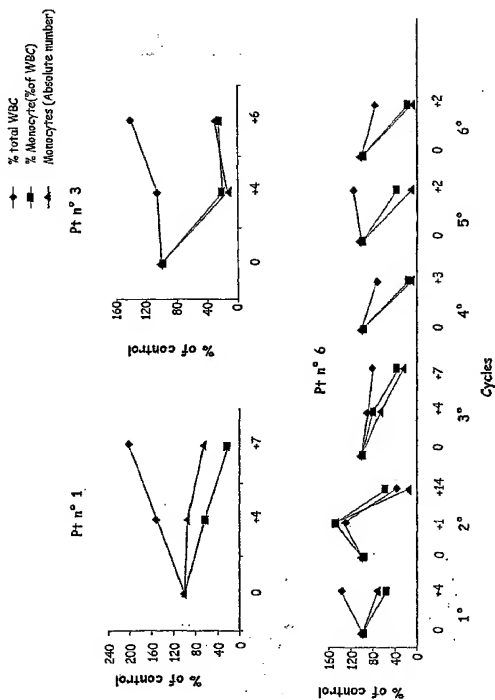 % total WBC
% Monocyte(%of WBC)
Monocytes (Absolute number)
Pt n° 1
% of control
240
200
160
120
80
40
0
0 +4 +7
Pt n° 3
% of control
160
120
80
40
0
0 +4 +6
Pt n° 6
% of control
160
120
80
40
0
0 +4 0 +1 +14 0 +4 +7 0 +3 0 +2 0 +2
1° 2° 3° 4° 5° 6°
Cycles